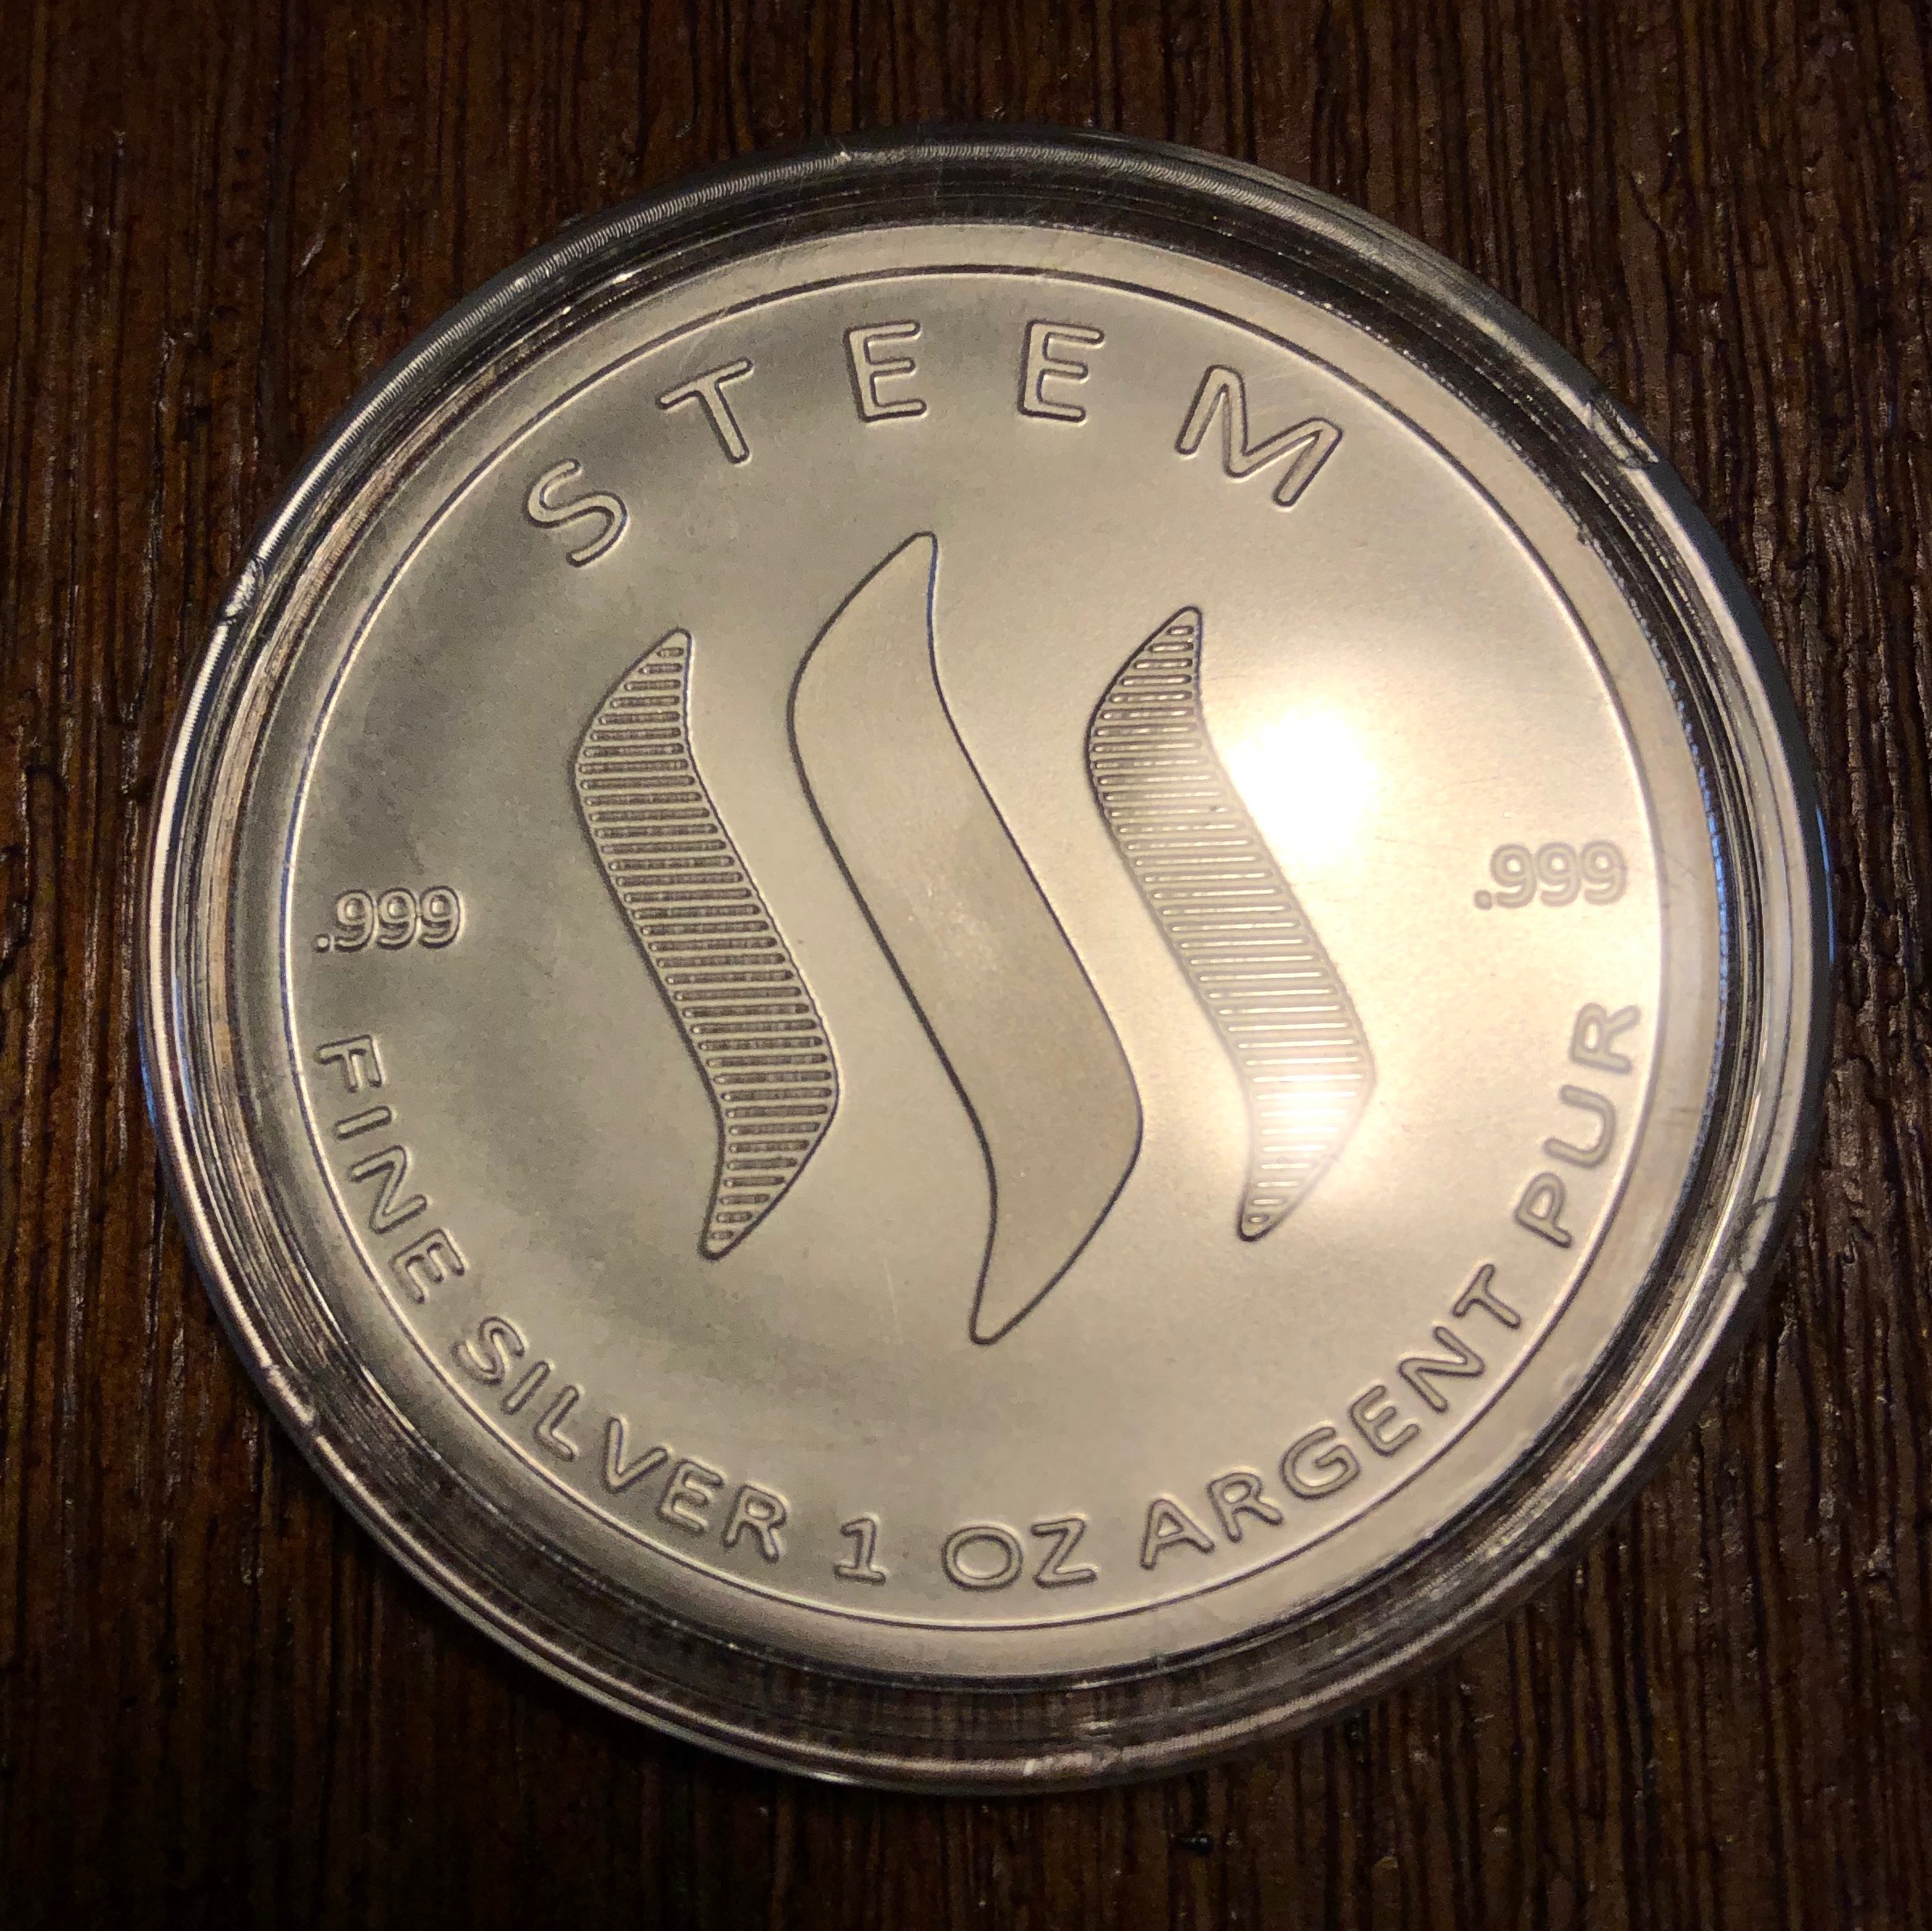 STEEM
.999
.999
FINE SILVER 1 OZ ARGENT PUR